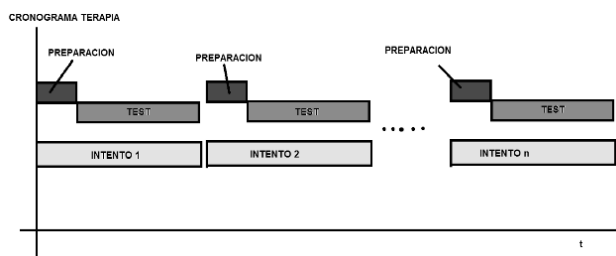 CRONOGRAMA TERAPIA
PREPARACION
PREPARACION
PREPARACION
TEST
TEST
TEST
INTENTO 1
INTENTO 2
INTENTO n
t